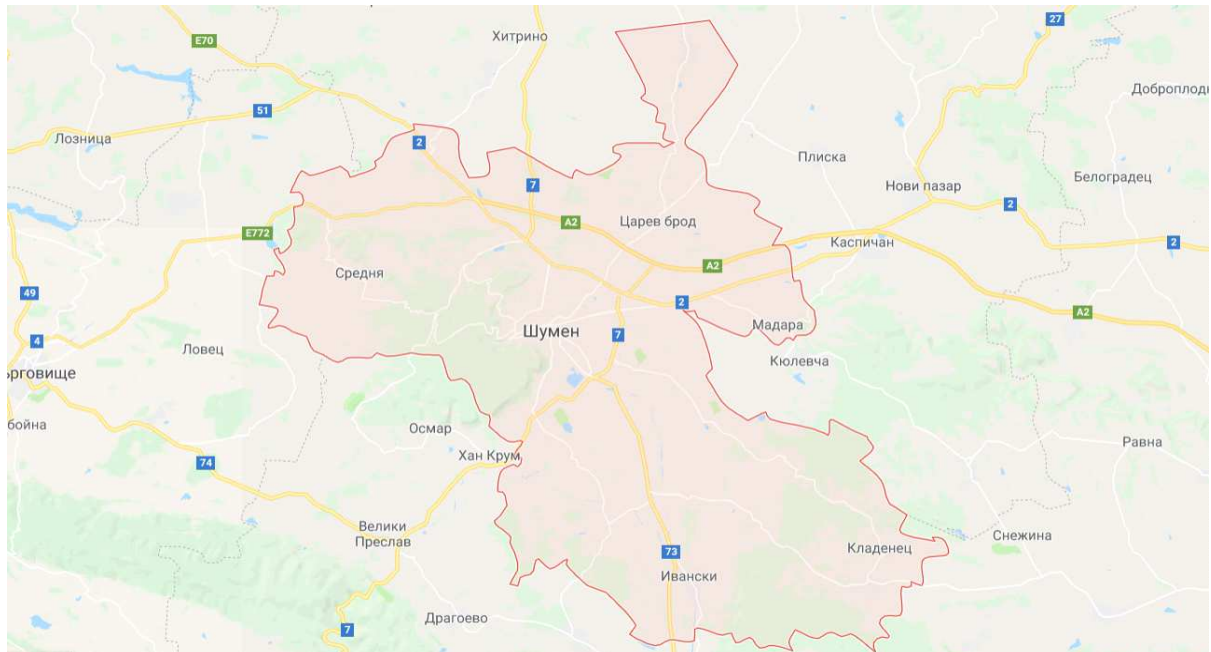 27
E70
Хитрино
Доброплодн
51
Лозница
2
Плиска
Белоградец
7
Нови пазар
2
Царев брод
A2
E772
Каспичан
2
A2
Средня
49
2
A2
Мадара
Шумен
7
4
Ловец
Кюлевча
ърговище
бойна
Осмар
Равна
Хан Крум
74
Велики
Преслав
Снежина
Кладенец
73
Ивански
Драгоево
7